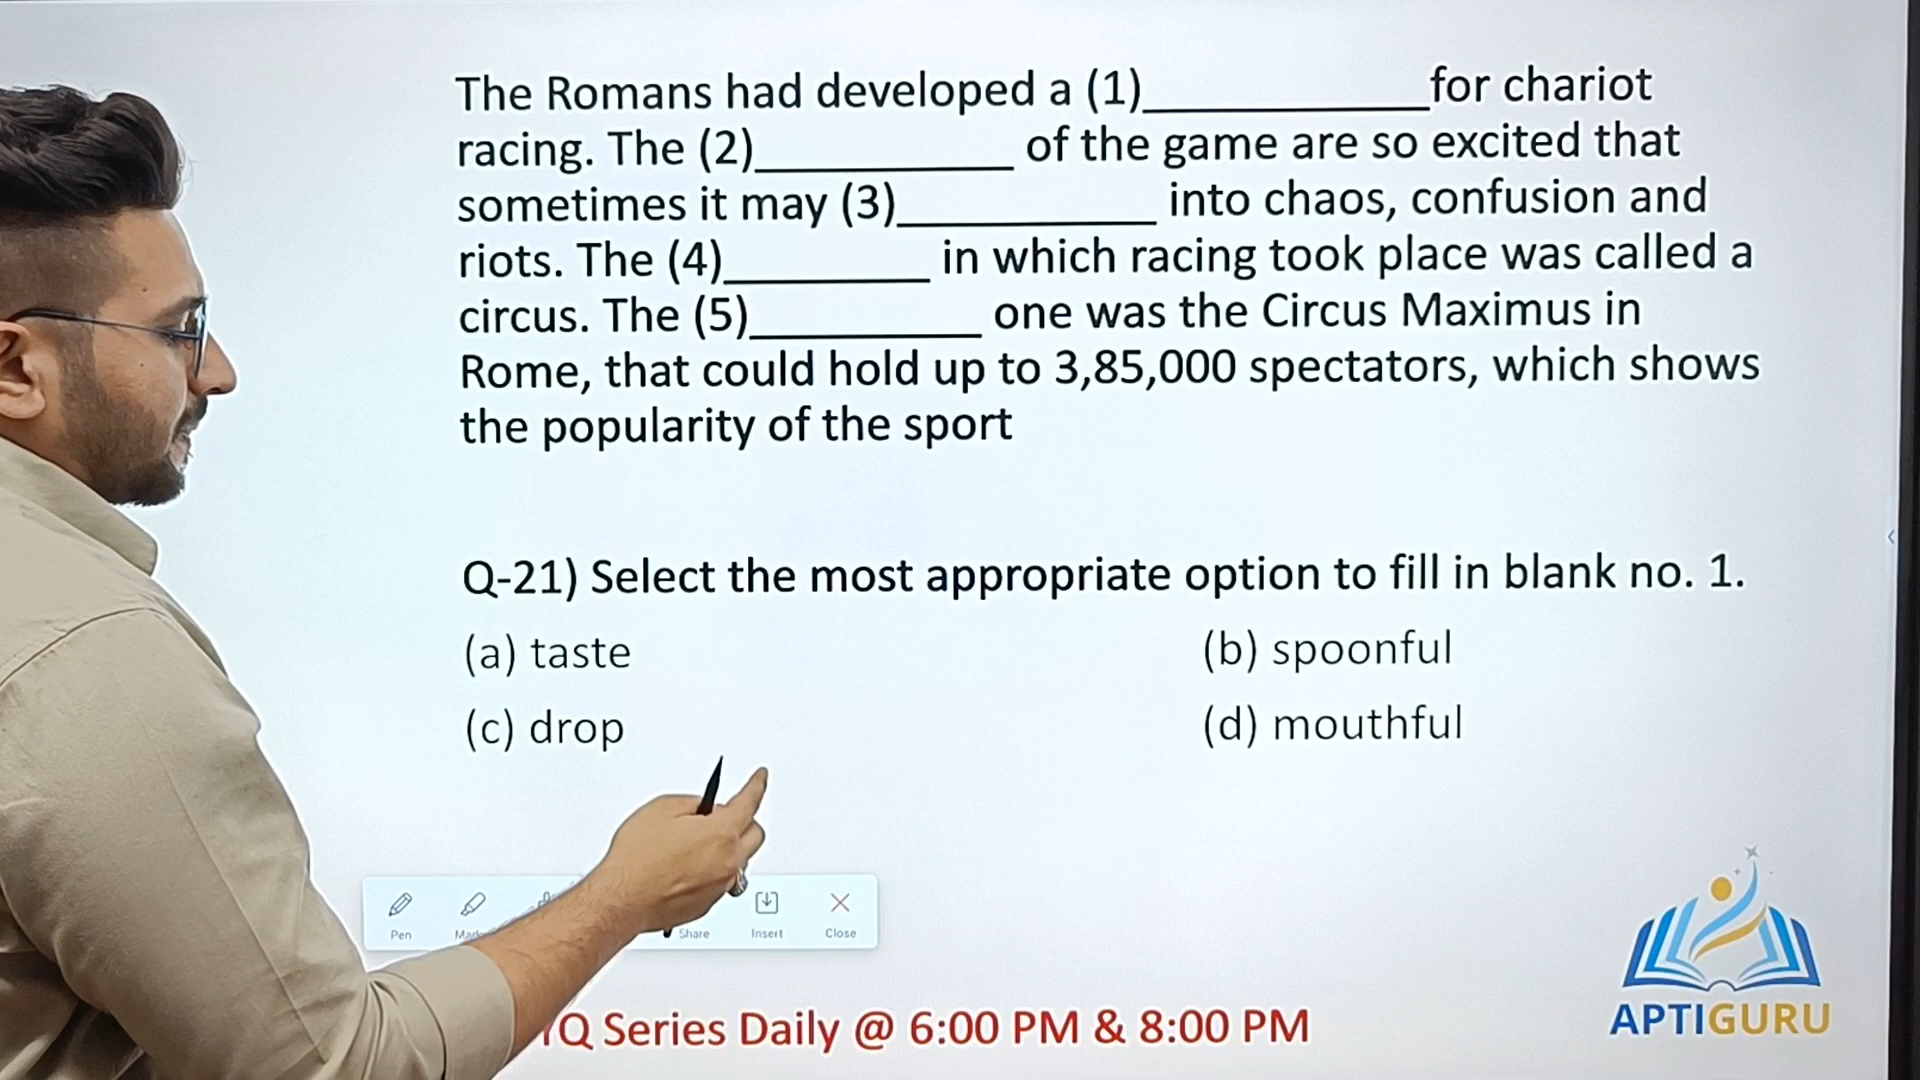 The Romans had developed a (1)____________for chariot
racing. The (2)___________ of the game are so excited that
sometimes it may (3)___________ into chaos, confusion and
riots. The (4)_________ in which racing took place was called a
circus. The (5)__________ one was the Circus Maximus in
Rome, that could hold up to 3,85,000 spectators, which shows
the popularity of the sport
Q-21) Select the most appropriate option to fill in blank no. 1.
(a) taste (b) spoonful
(c) drop (d) mouthful
Pen Share Insert Close
Series Daily @ 6:00 PM & 8:00 PM
APTIGURU